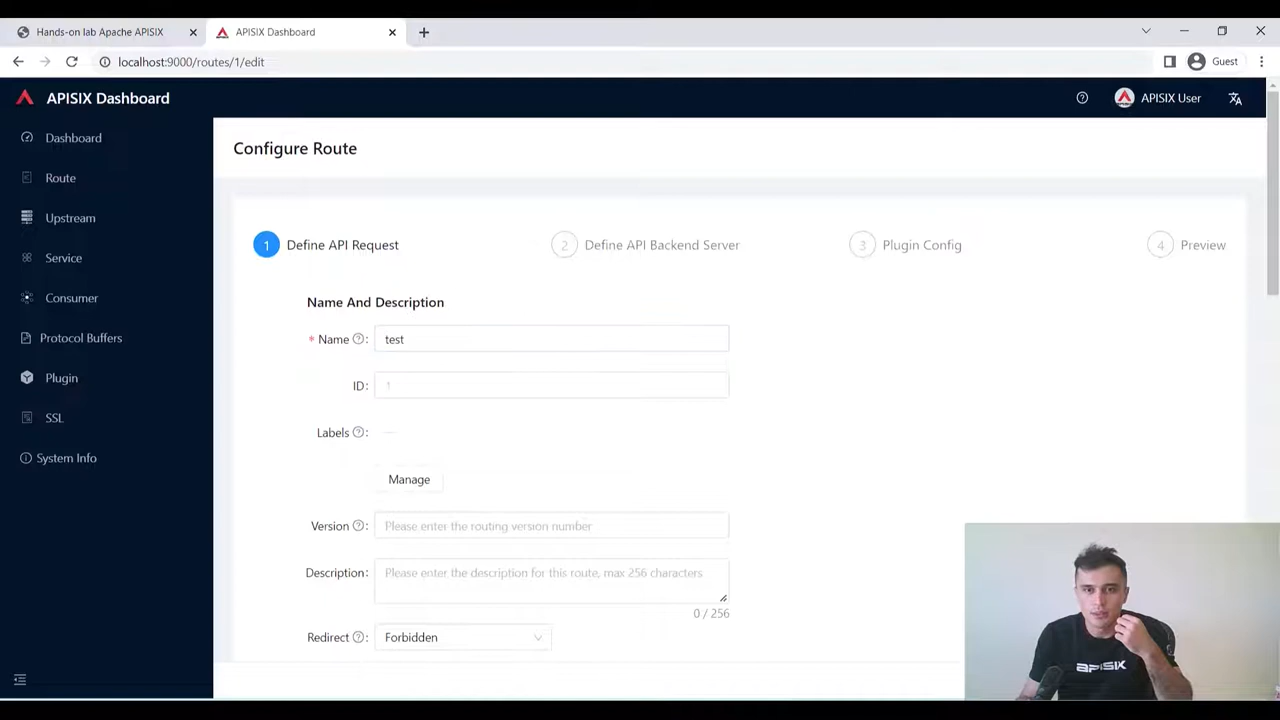 Hands-on lab Apache APISIX
APISIX Dashboard
localhost:9000/routes/1/edit
Guest
APISIX Dashboard
APISIX User
Dashboard
Route
Upstream
Service
Consumer
Protocol Buffers
Plugin
SSL
System Info
Configure Route
1 Define API Request
2 Define API Backend Server
3 Plugin Config
4 Preview
Name And Description
* Name : test
ID: 1
Labels :
Manage
Version : Please enter the routing version number
Description: Please enter the description for this route, max 256 characters
0 / 256
Redirect : Forbidden
APISIX